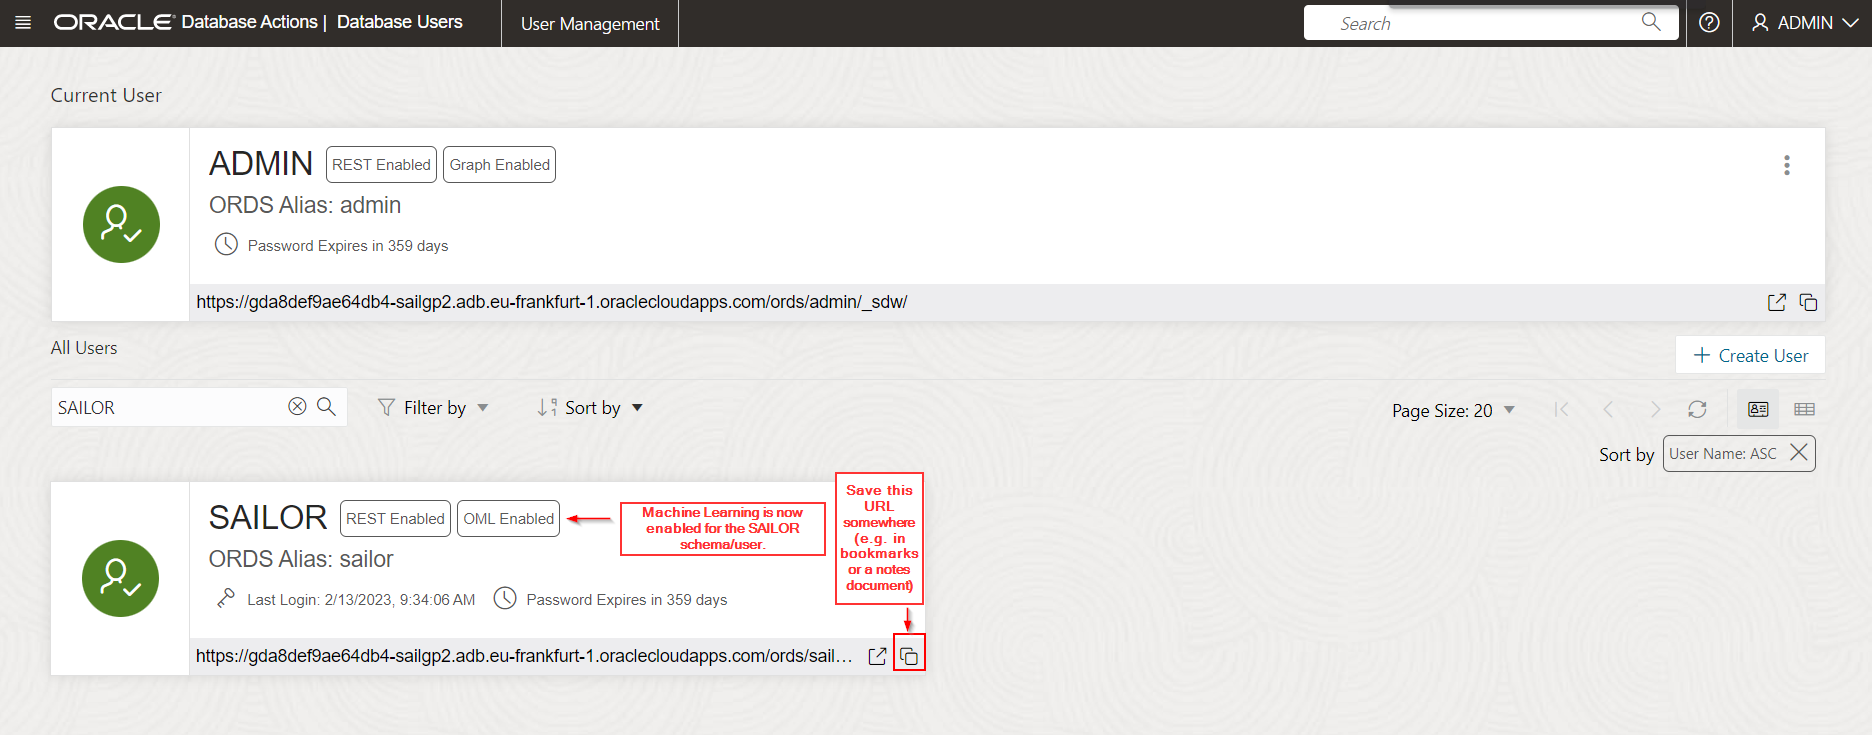 ORACLE Database Actions | Database Users
User Management
Search
ADMIN
Current User
ADMIN
REST Enabled
Graph Enabled
ORDS Alias: admin
Password Expires in 359 days
https://gda8def9ae64db4-sailgp2.adb.eu-frankfurt-1.oraclecloudapps.com/ords/admin/_sdw/
All Users
+ Create User
SAILOR
Filter by
Sort by
Page Size: 20
Sort by
User Name: ASC
SAILOR
REST Enabled
OML Enabled
Machine Learning is now
enabled for the SAILOR
schema/user.
Save this
URL
somewhere
(e.g. in
bookmarks
or a notes
document)
ORDS Alias: sailor
Last Login: 2/13/2023, 9:34:06 AM
Password Expires in 359 days
https://gda8def9ae64db4-sailgp2.adb.eu-frankfurt-1.oraclecloudapps.com/ords/sail...